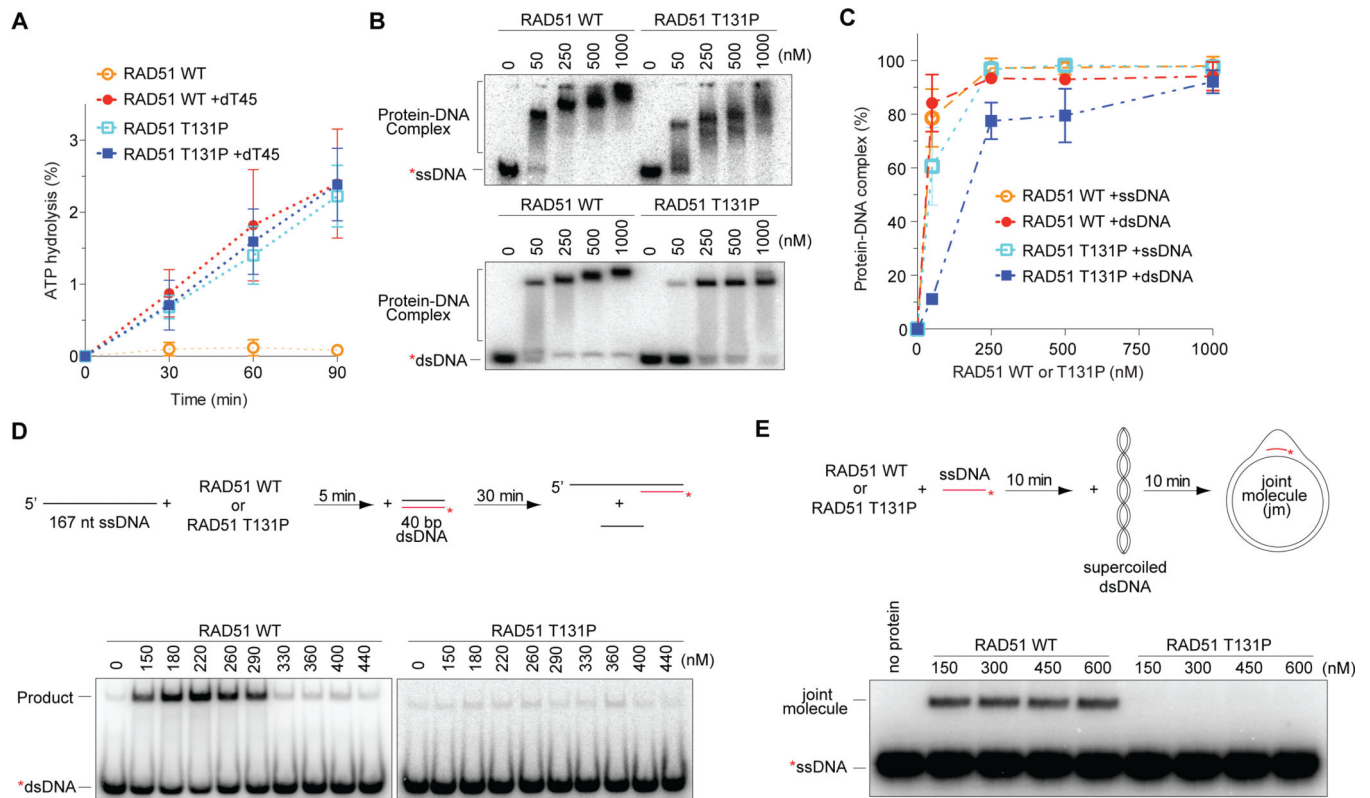 A
RAD51 WT
RAD51 WT +dT45
RAD51 T131P
RAD51 T131P +dT45
ATP hydrolysis (%)
3
2
1
0
0 30 60 90
Time (min)
B
RAD51 WT RAD51 T131P
0 50 250 500 1000 0 50 250 500 1000 (nM)
Protein-DNA
Complex
*ssDNA
RAD51 WT RAD51 T131P
0 50 250 500 1000 0 50 250 500 1000 (nM)
Protein-DNA
Complex
*dsDNA
C
Protein-DNA complex (%)
100
80
60
40
20
0
RAD51 WT +ssDNA
RAD51 WT +dsDNA
RAD51 T131P +ssDNA
RAD51 T131P +dsDNA
0 250 500 750 1000
RAD51 WT or T131P (nM)
D
5' 167 nt ssDNA + RAD51 WT
or
RAD51 T131P
5 min
+ 40 bp
dsDNA
*
30 min
*
+
RAD51 WT RAD51 T131P
0 150 180 220 260 290 330 360 400 440 0 150 180 220 260 290 330 360 400 440 (nM)
Product
*dsDNA
E
RAD51 WT
or
RAD51 T131P
+ ssDNA
*
10 min
+
supercoiled
dsDNA
10 min
*
joint
molecule
(jm)
no protein
RAD51 WT RAD51 T131P
150 300 450 600 150 300 450 600 (nM)
joint
molecule
*ssDNA